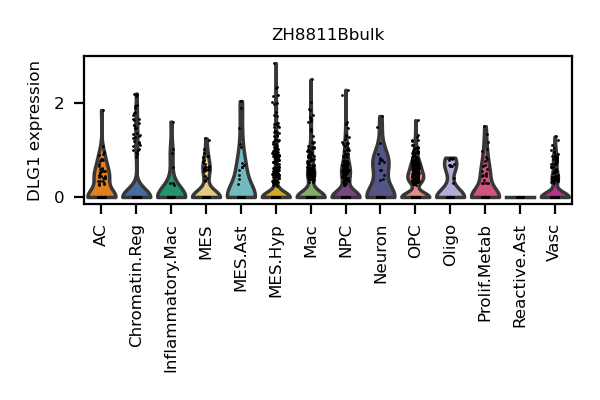 ZH8811Bbulk
DLG1 expression
2
0
AC
Chromatin.Reg
Inflammatory.Mac
MES
MES.Ast
MES.Hyp
Mac
NPC
Neuron
OPC
Oligo
Prolif.Metab
Reactive.Ast
Vasc